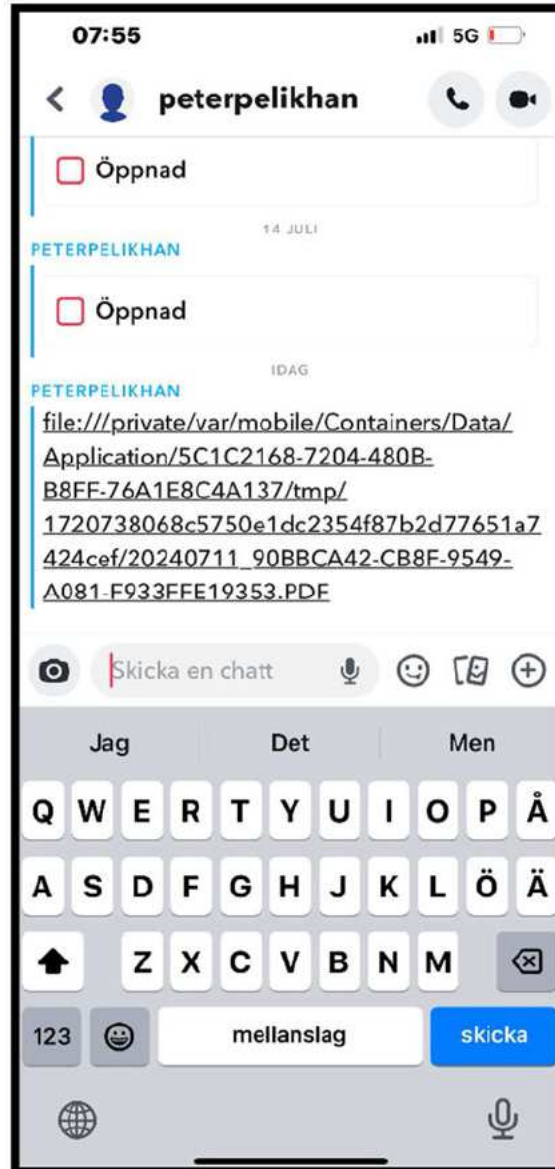 07:55 5G
peterpelikhan
Öppnad
14 JULI
PETERPELIKHAN
Öppnad
IDAG
PETERPELIKHAN
file:///private/var/mobile/Containers/Data/
Application/5C1C2168-7204-480B-
B8FF-76A1E8C4A137/tmp/
1720738068c5750e1dc2354f87b2d77651a7
424cef/20240711_90BBCA42-CB8F-9549-
A081-F933FFE19353.PDF
Skicka en chatt
Jag Det Men
Q W E R T Y U I O P Å
A S D F G H J K L Ö Ä
Z X C V B N M
123 mellanslag skicka